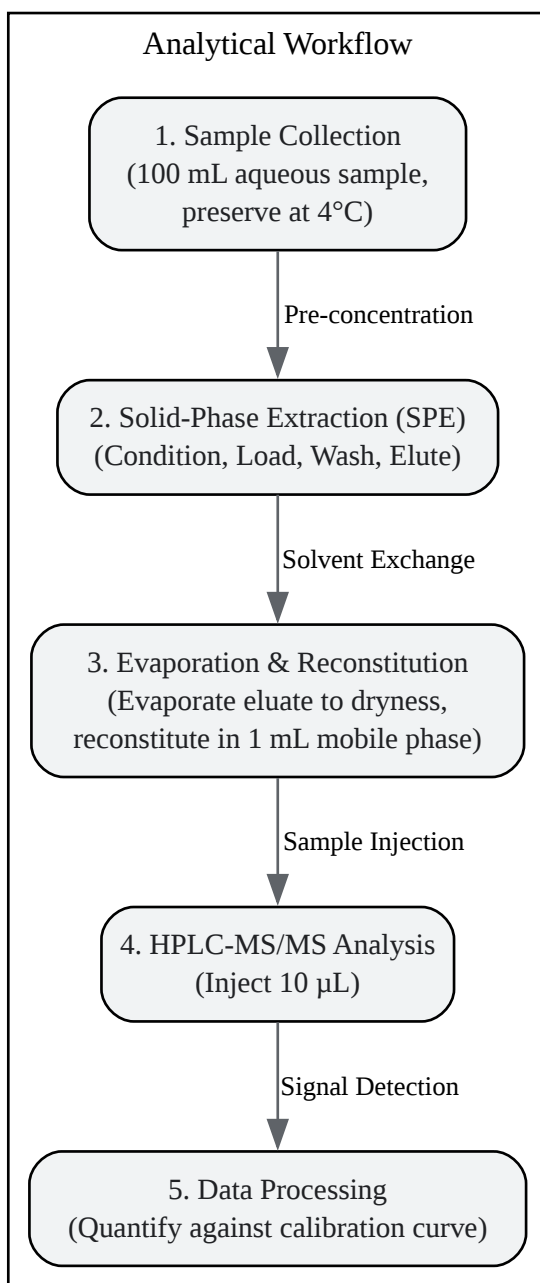 Analytical Workflow
1. Sample Collection
(100 mL aqueous sample,
preserve at 4°C)
Pre-concentration
2. Solid-Phase Extraction (SPE)
(Condition, Load, Wash, Elute)
Solvent Exchange
3. Evaporation & Reconstitution
(Evaporate eluate to dryness,
reconstitute in 1 mL mobile phase)
Sample Injection
4. HPLC-MS/MS Analysis
(Inject 10 µL)
Signal Detection
5. Data Processing
(Quantify against calibration curve)